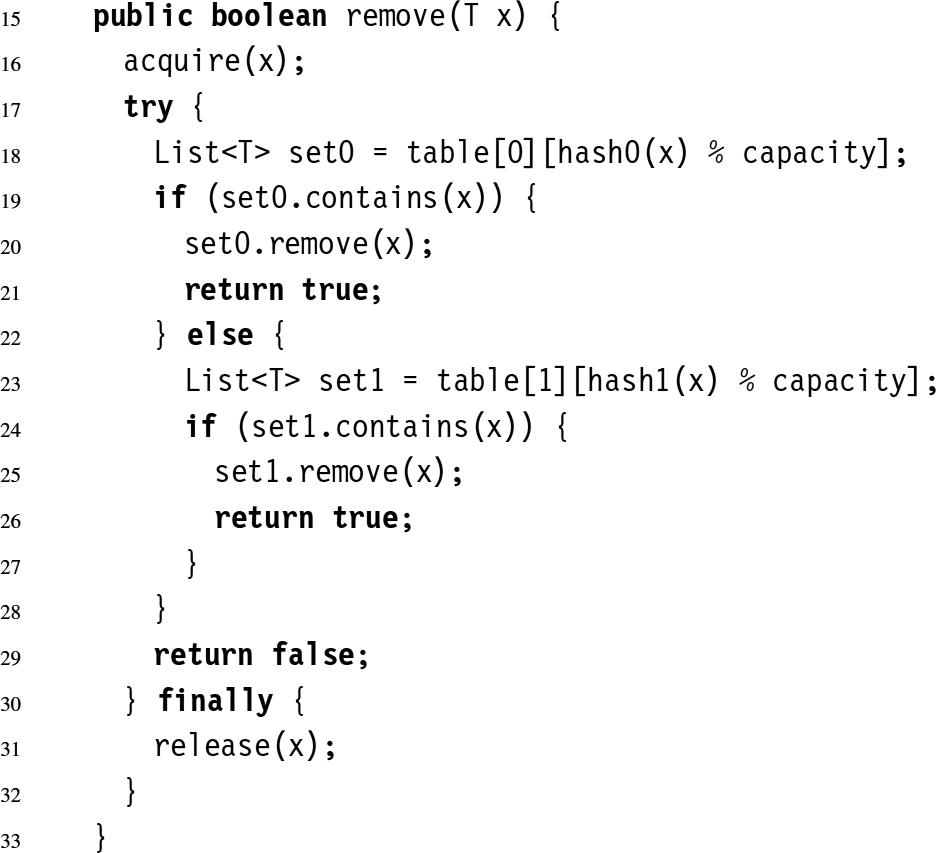 15 public boolean remove(T x) {
16 acquire(x);
17 try {
18 List<T> set0 = table[0][hash0(x) % capacity];
19 if (set0.contains(x)) {
20 set0.remove(x);
21 return true;
22 } else {
23 List<T> set1 = table[1][hash1(x) % capacity];
24 if (set1.contains(x)) {
25 set1.remove(x);
26 return true;
27 }
28 }
29 return false;
30 } finally {
31 release(x);
32 }
33 }